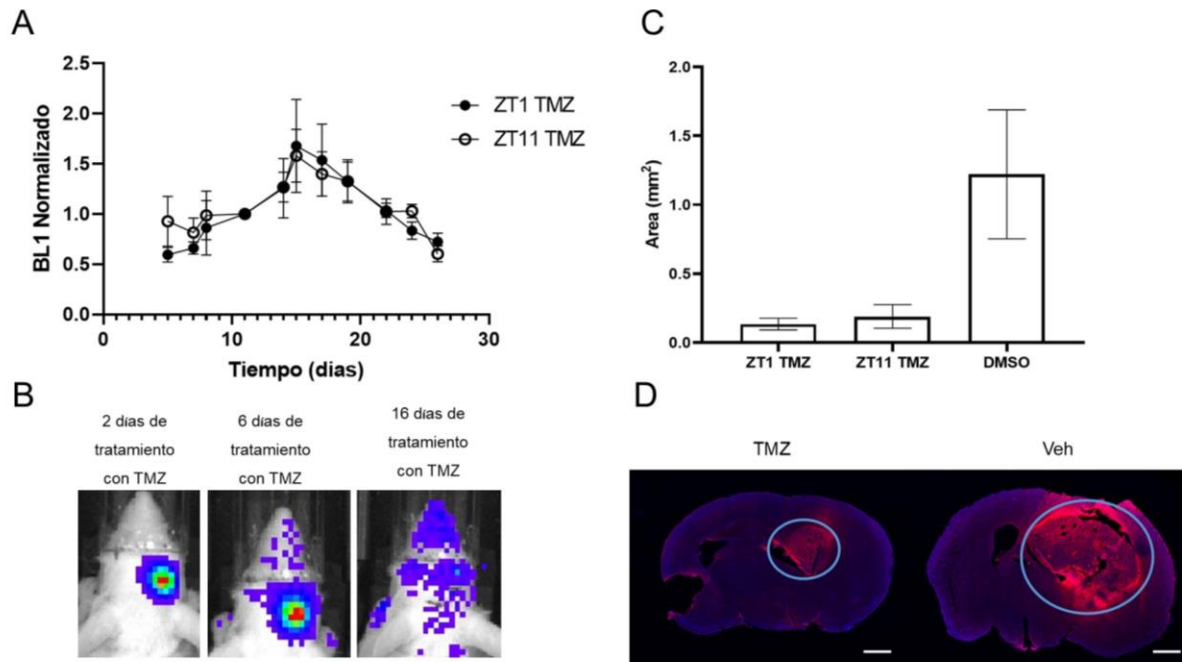 A
2.5
2.0
1.5
1.0
0.5
0.0
0
10
20
30
BL1 Normalizado
Tiempo (dias)
ZT1 TMZ
ZT11 TMZ
B
2 días de
tratamiento
con TMZ
6 días de
tratamiento
con TMZ
16 días de
tratamiento
con TMZ
C
2.0
1.5
1.0
0.5
0.0
Area (mm²)
ZT1 TMZ
ZT11 TMZ
DMSO
D
TMZ
Veh